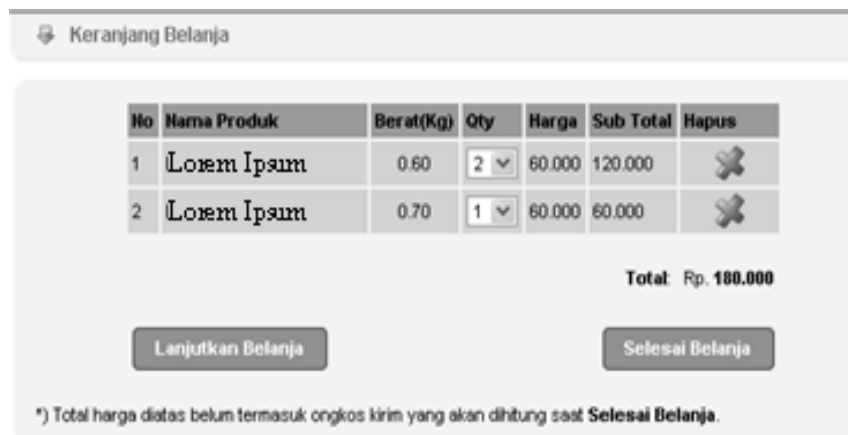 Keranjang Belanja
No Nama Produk Berat(Kg) Qty Harga Sub Total Hapus
1 Lorem Ipsum 0.60 2 60.000 120.000
2 Lorem Ipsum 0.70 1 60.000 60.000
Total: Rp. 180.000
Lanjutkan Belanja Selesai Belanja
*) Total harga diatas belum termasuk ongkos kirim yang akan dihitung saat Selesai Belanja.